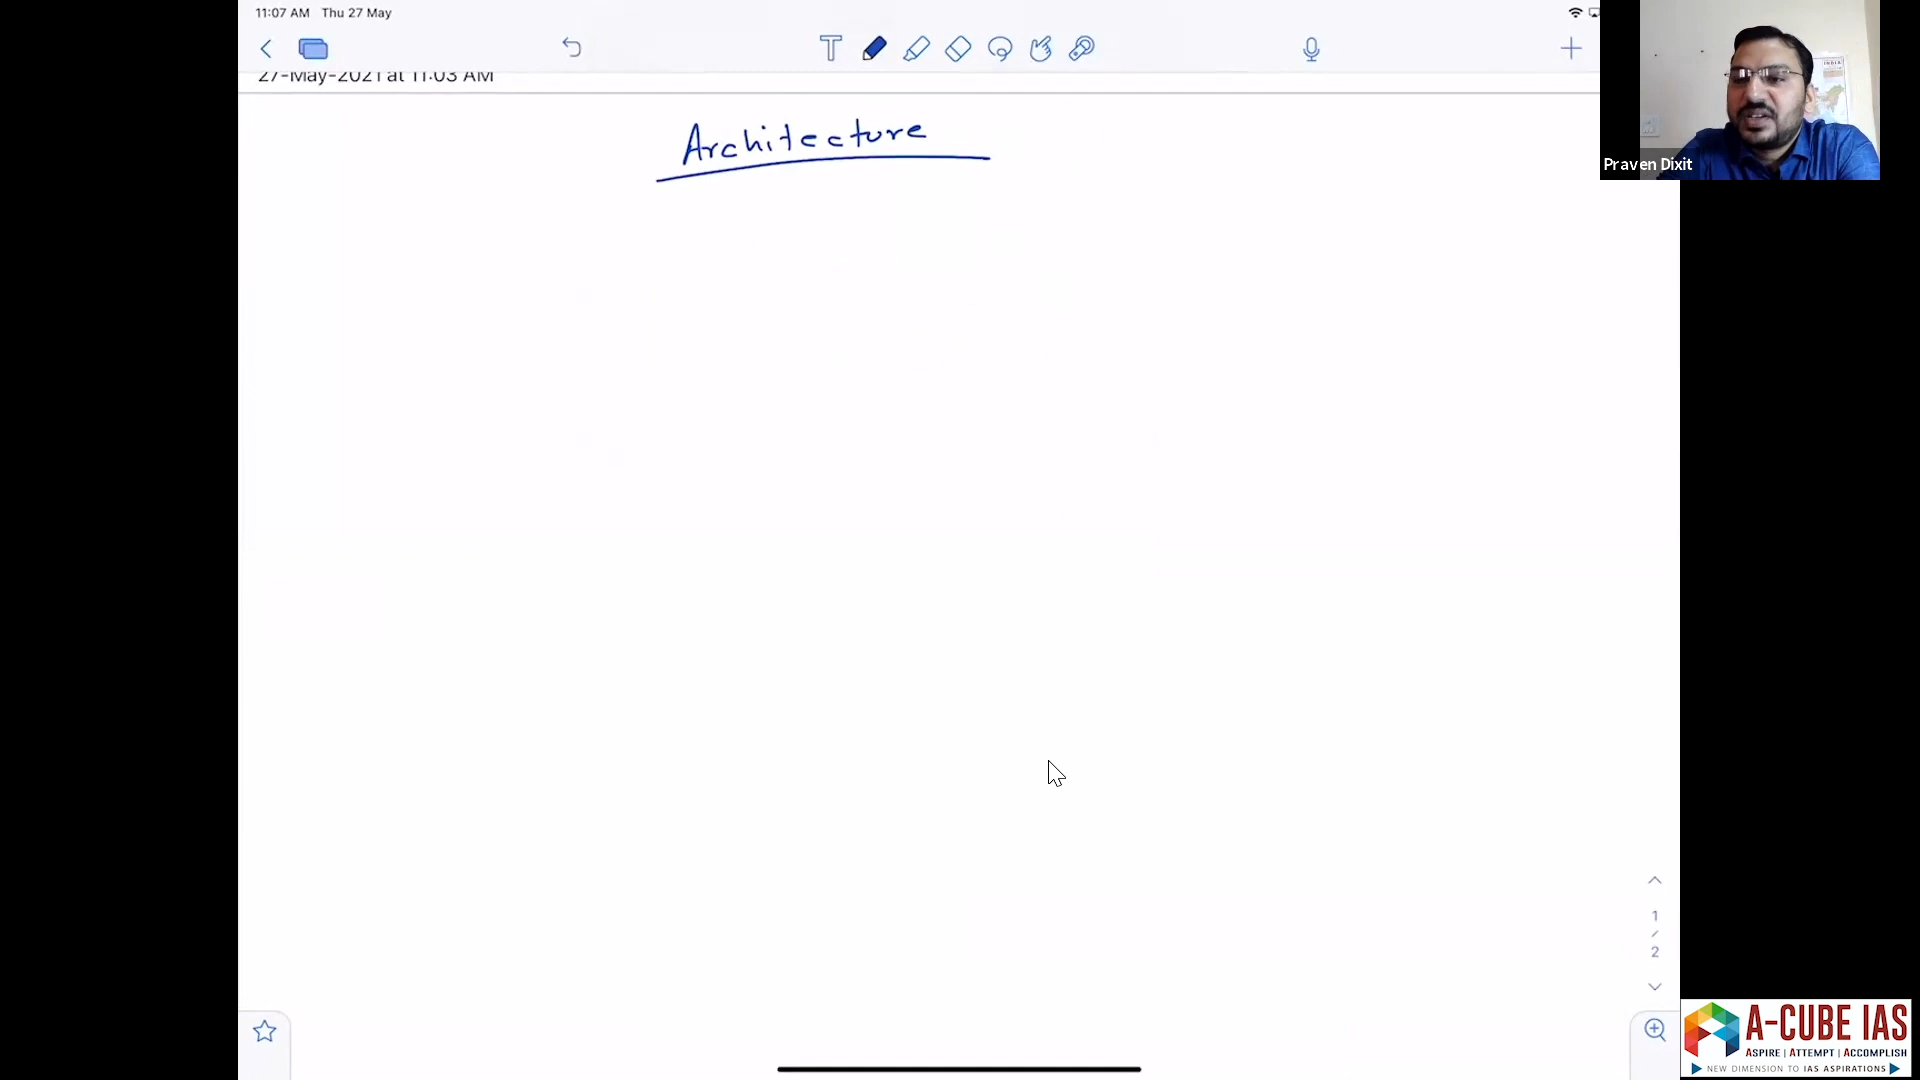 11:07 AM Thu 27 May
27-May-2021 at 11:03 AM
Architecture
Praven Dixit
1
2
A-CUBE IAS
ASPIRE | ATTEMPT | ACCOMPLISH
NEW DIMENSION TO IAS ASPIRATIONS